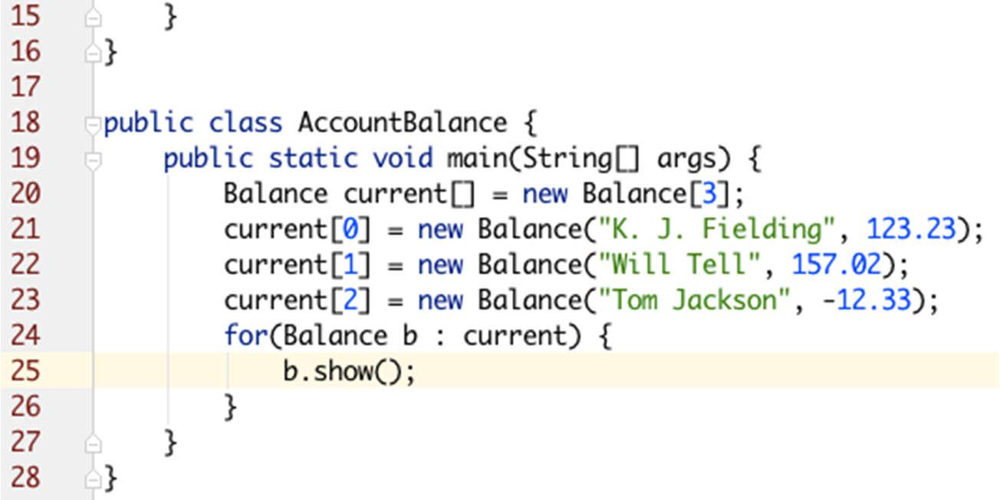 15 }
16 }
17
18 public class AccountBalance {
19 public static void main(String[] args) {
20 Balance current[] = new Balance[3];
21 current[0] = new Balance("K. J. Fielding", 123.23);
22 current[1] = new Balance("Will Tell", 157.02);
23 current[2] = new Balance("Tom Jackson", -12.33);
24 for(Balance b : current) {
25 b.show();
26 }
27 }
28 }